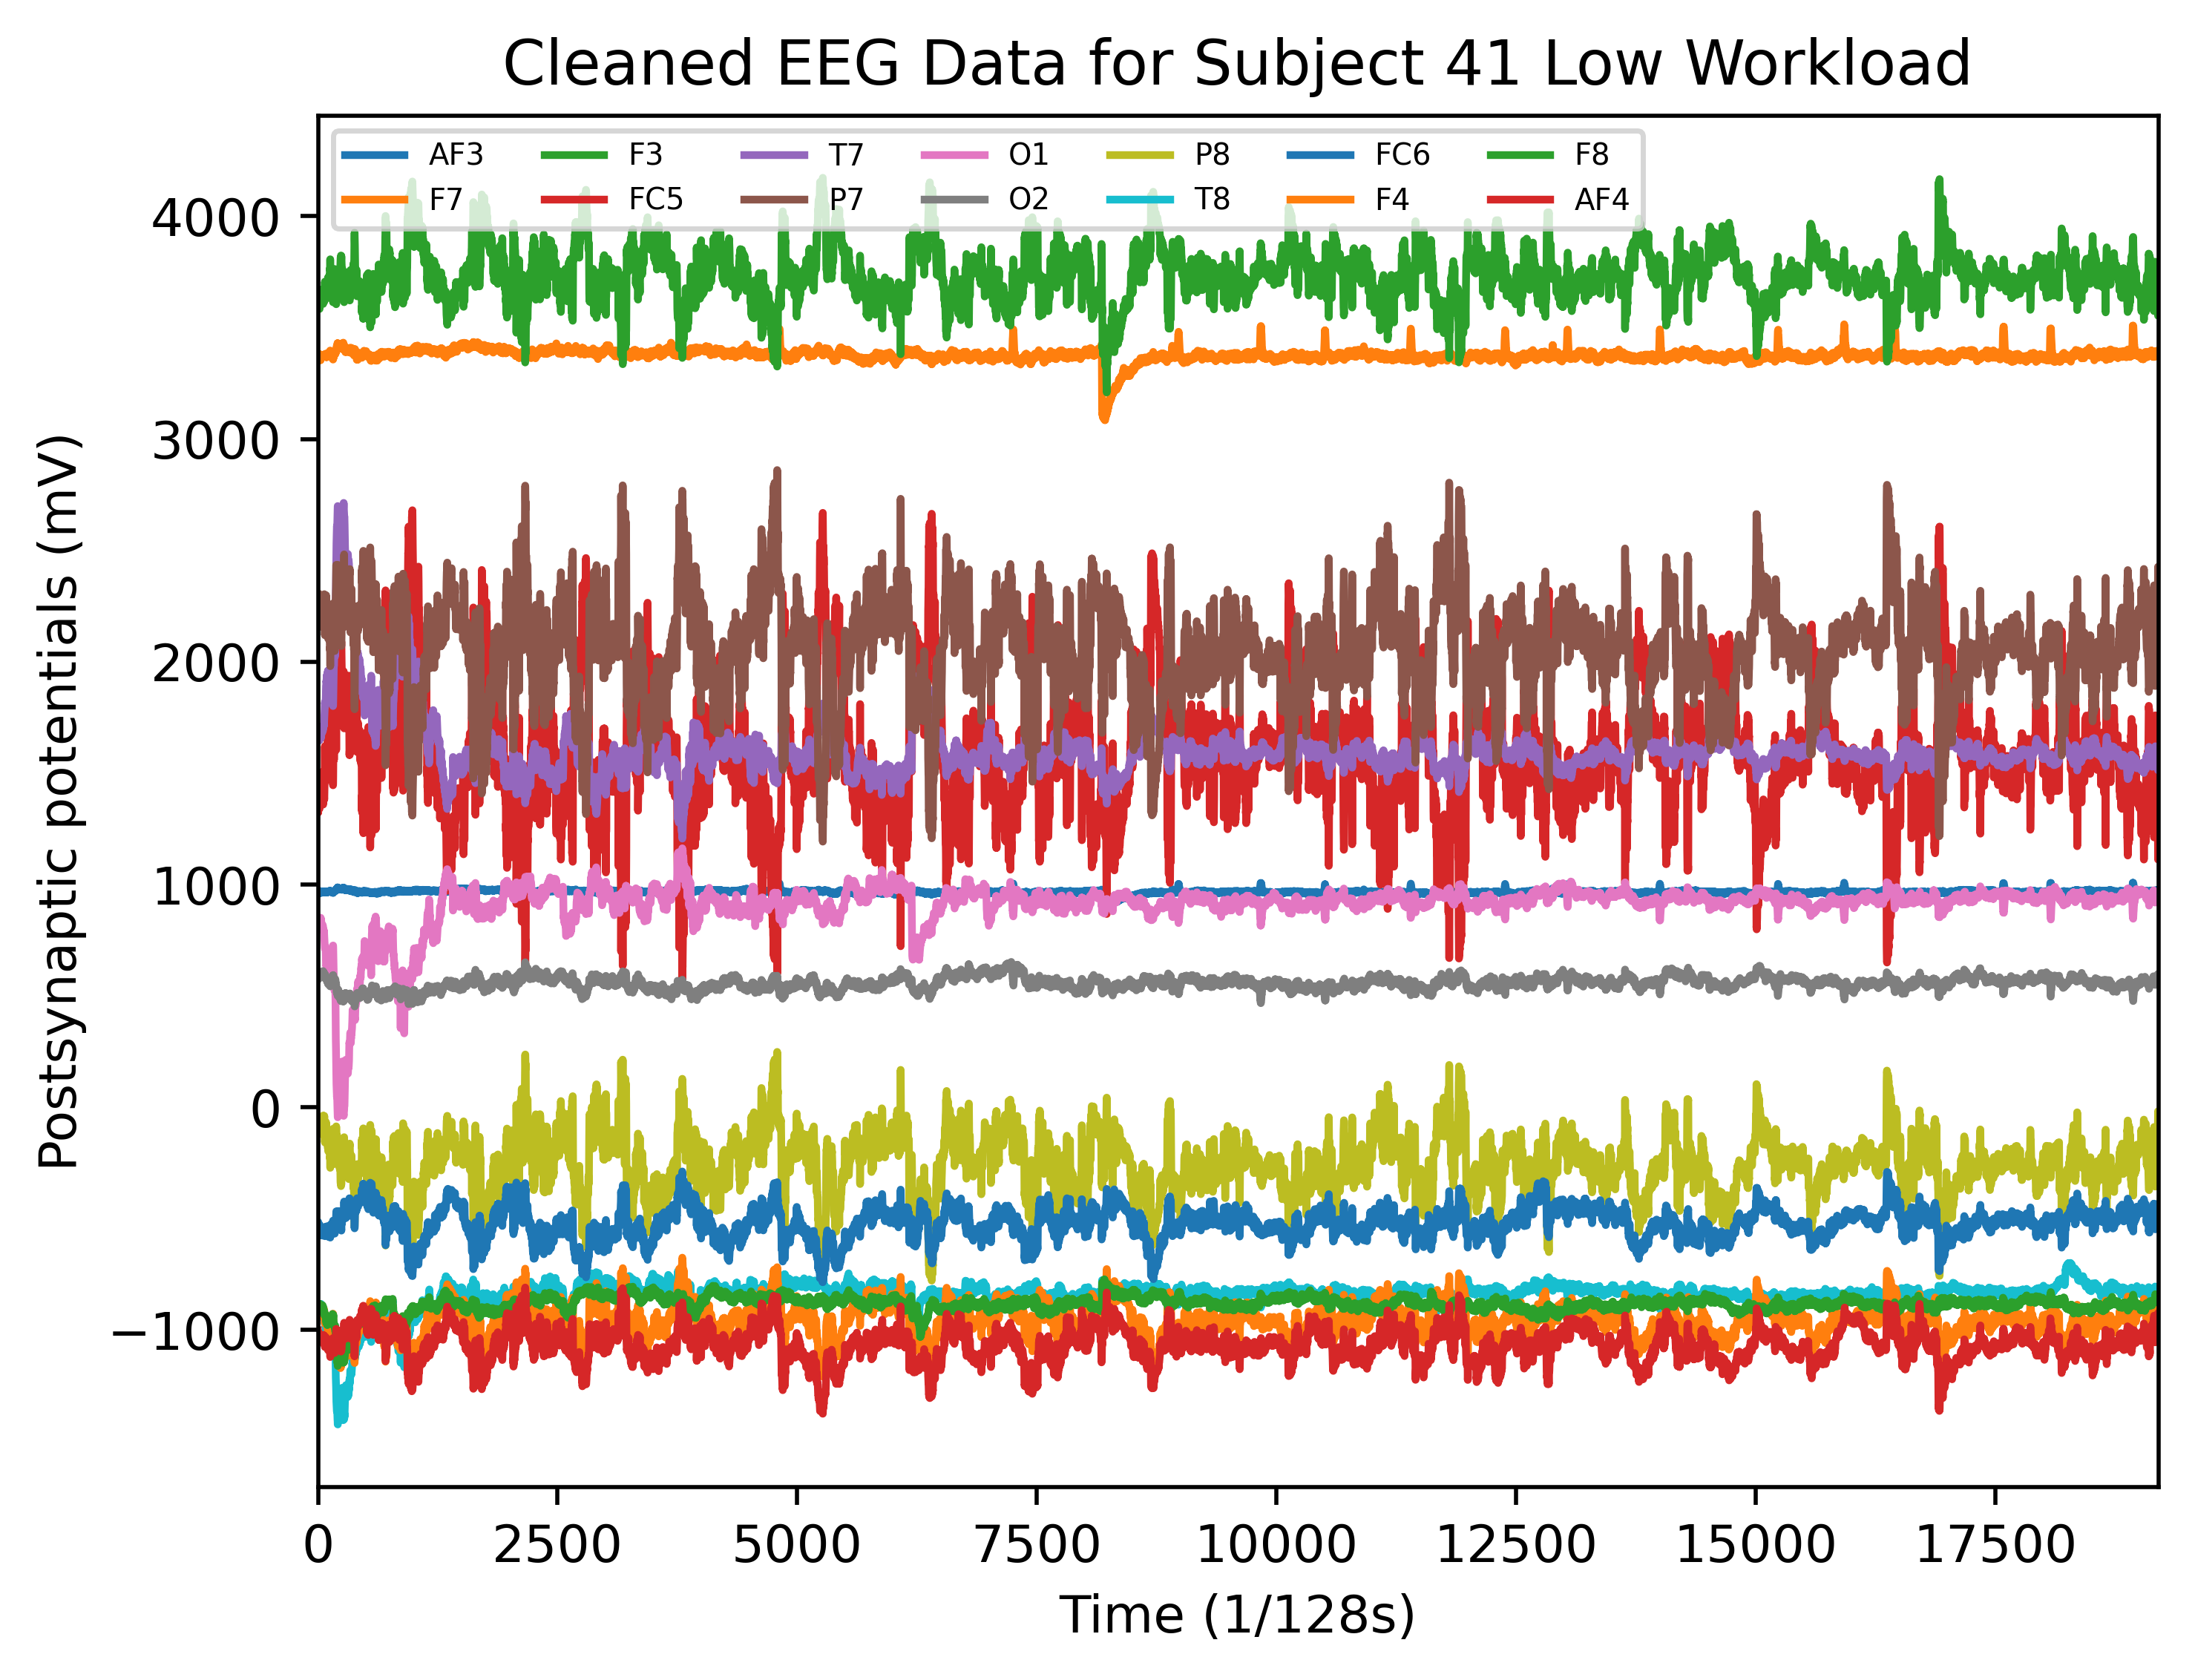 Cleaned EEG Data for Subject 41 Low Workload
AF3 F3 T7 O1 P8 FC6 F8
F7 FC5 P7 O2 T8 F4 AF4
4000
3000
2000
1000
0
−1000
Postsynaptic potentials (mV)
0 2500 5000 7500 10000 12500 15000 17500
Time (1/128s)